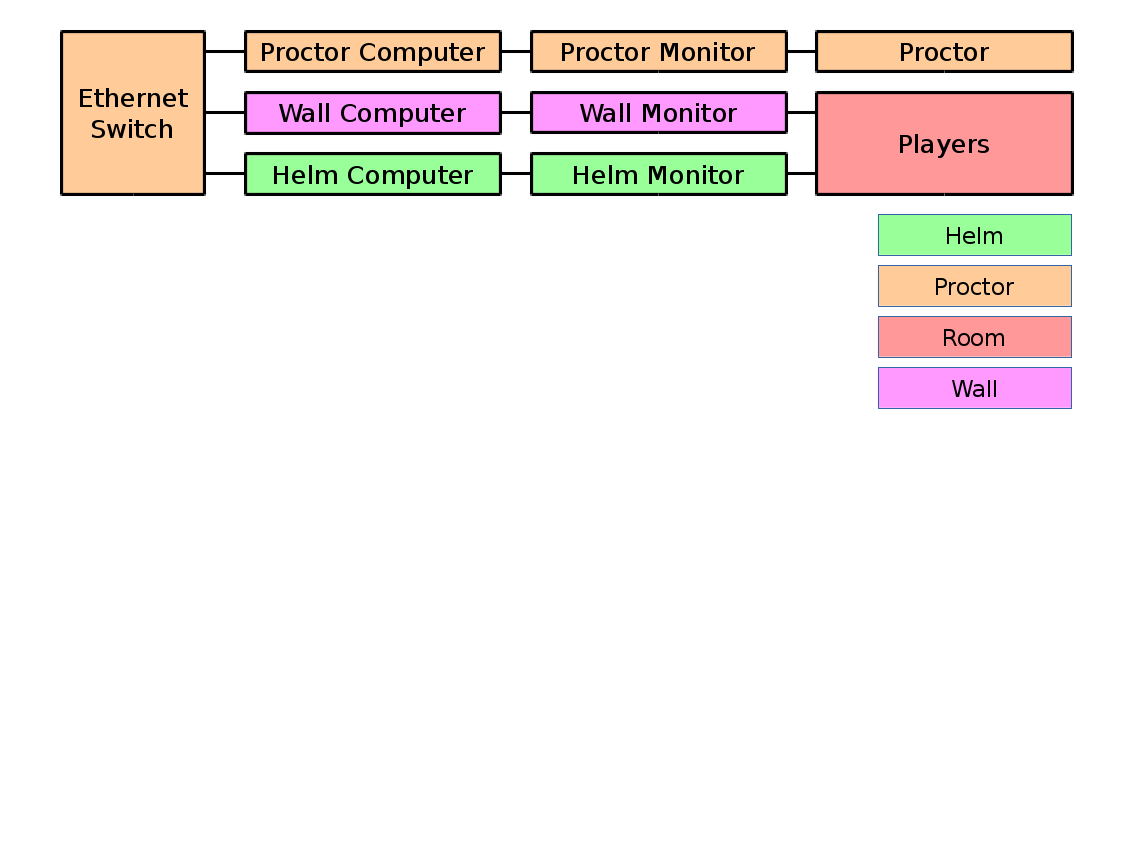 Ethernet
Switch
Proctor Computer
Proctor Monitor
Proctor
Wall Computer
Wall Monitor
Players
Helm Computer
Helm Monitor
Helm
Proctor
Room
Wall